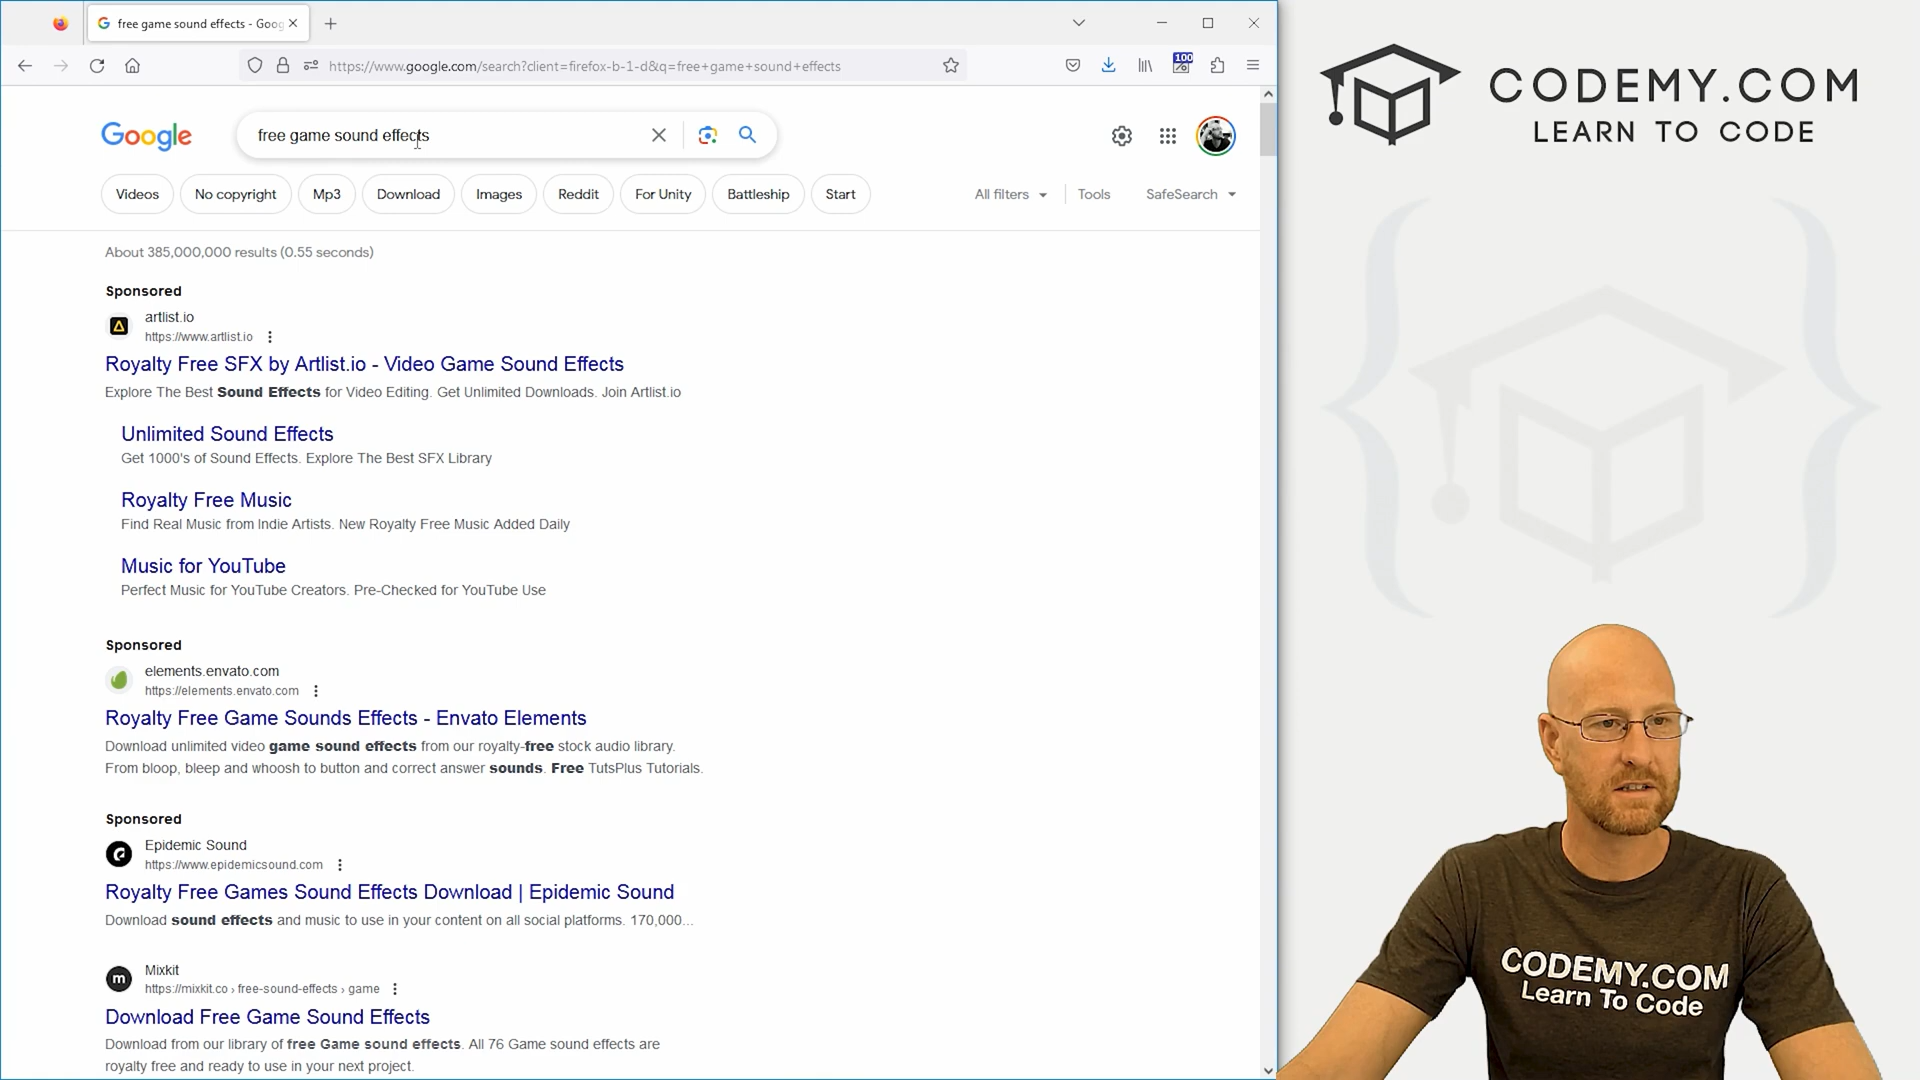 free game sound effects - Goog
100
%
https://www.google.com/search?client=firefox-b-1-d&q=free+game+sound+effects
Google
free game sound effects
Videos
No copyright
Mp3
Download
Images
Reddit
For Unity
Battleship
Start
All filters
Tools
SafeSearch
About 385,000,000 results (0.55 seconds)
Sponsored
artlist.io
https://www.artlist.io
Royalty Free SFX by Artlist.io - Video Game Sound Effects
Explore The Best Sound Effects for Video Editing. Get Unlimited Downloads. Join Artlist.io
Unlimited Sound Effects
Get 1000's of Sound Effects. Explore The Best SFX Library
Royalty Free Music
Find Real Music from Indie Artists. New Royalty Free Music Added Daily
Music for YouTube
Perfect Music for YouTube Creators. Pre-Checked for YouTube Use
Sponsored
elements.envato.com
https://elements.envato.com
Royalty Free Game Sounds Effects - Envato Elements
Download unlimited video game sound effects from our royalty-free stock audio library.
From bloop, bleep and whoosh to button and correct answer sounds. Free TutsPlus Tutorials.
Sponsored
Epidemic Sound
https://www.epidemicsound.com
Royalty Free Games Sound Effects Download | Epidemic Sound
Download sound effects and music to use in your content on all social platforms. 170,000...
m
Mixkit
https://mixkit.co › free-sound-effects › game
Download Free Game Sound Effects
Download from our library of free Game sound effects. All 76 Game sound effects are
royalty free and ready to use in your next project.
CODEMY.COM
LEARN TO CODE
CODEMY.COM
Learn To Code